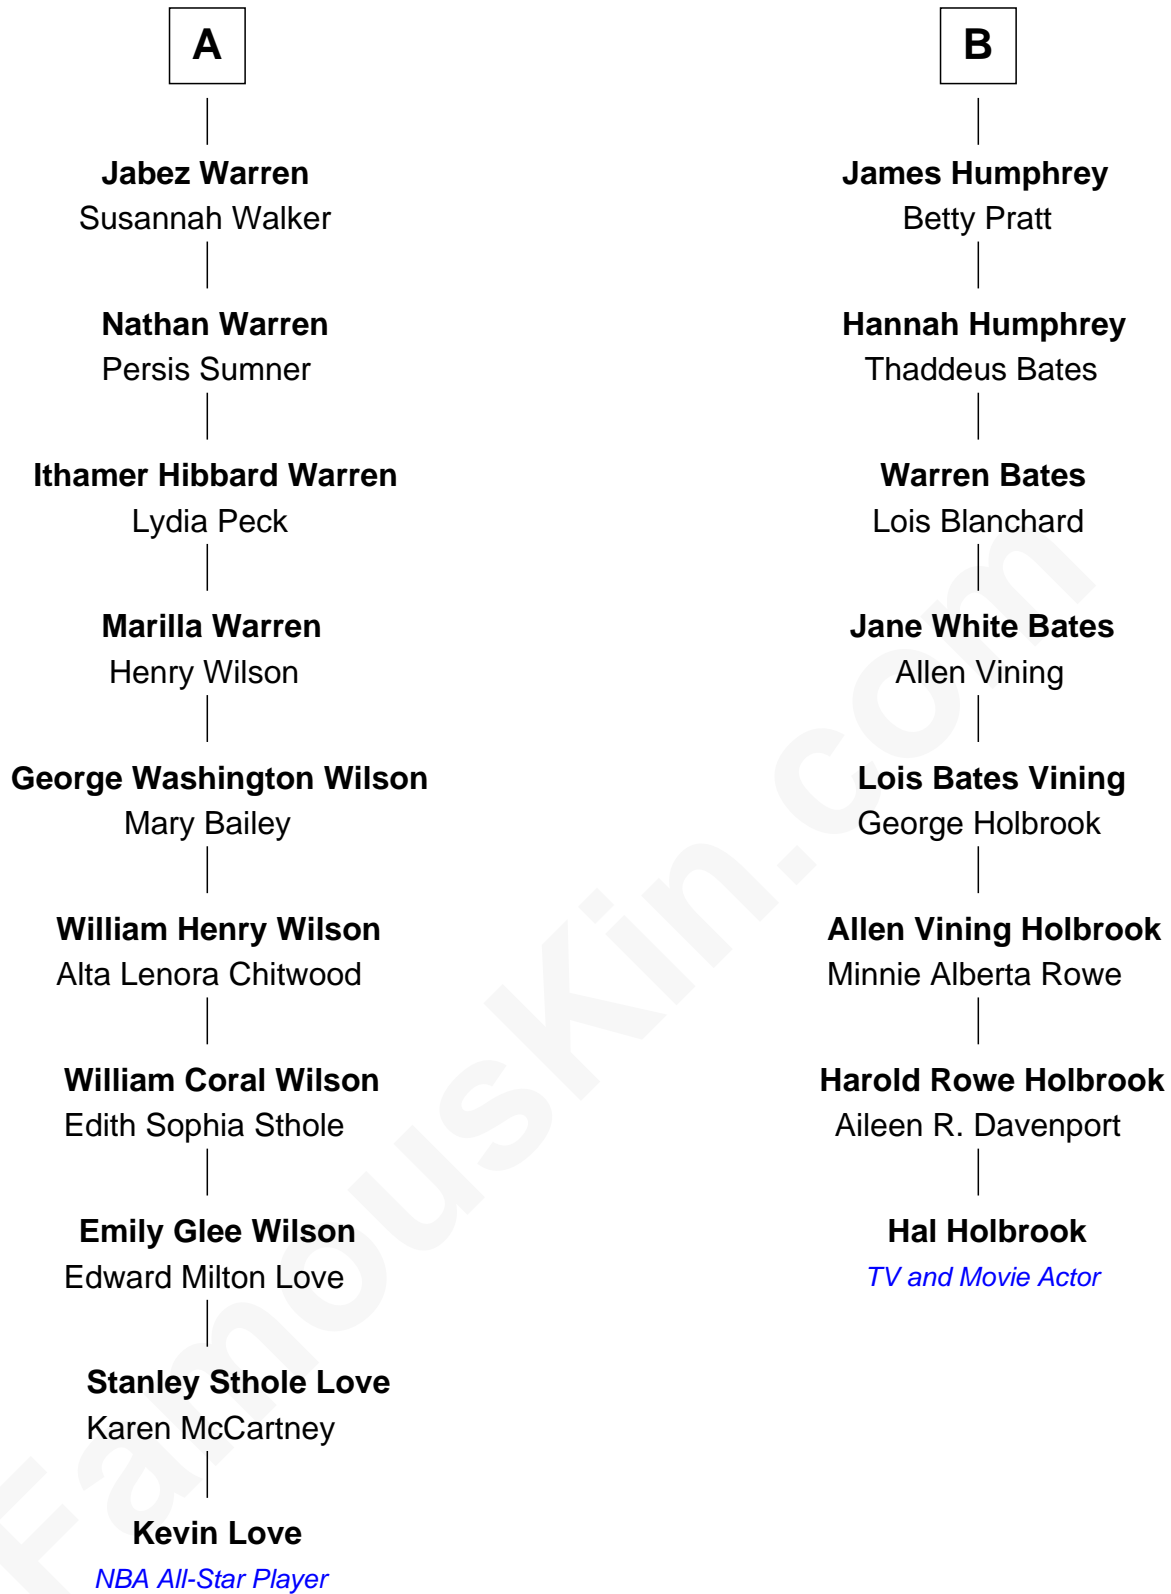 A
Jabez Warren
Susannah Walker
Nathan Warren
Persis Sumner
Ithamer Hibbard Warren
Lydia Peck
Marilla Warren
Henry Wilson
George Washington Wilson
Mary Bailey
William Henry Wilson
Alta Lenora Chitwood
William Coral Wilson
Edith Sophia Sthole
Emily Glee Wilson
Edward Milton Love
Stanley Sthole Love
Karen McCartney
Kevin Love
NBA All-Star Player
B
James Humphrey
Betty Pratt
Hannah Humphrey
Thaddeus Bates
Warren Bates
Lois Blanchard
Jane White Bates
Allen Vining
Lois Bates Vining
George Holbrook
Allen Vining Holbrook
Minnie Alberta Rowe
Harold Rowe Holbrook
Aileen R. Davenport
Hal Holbrook
TV and Movie Actor
FamousKin.com